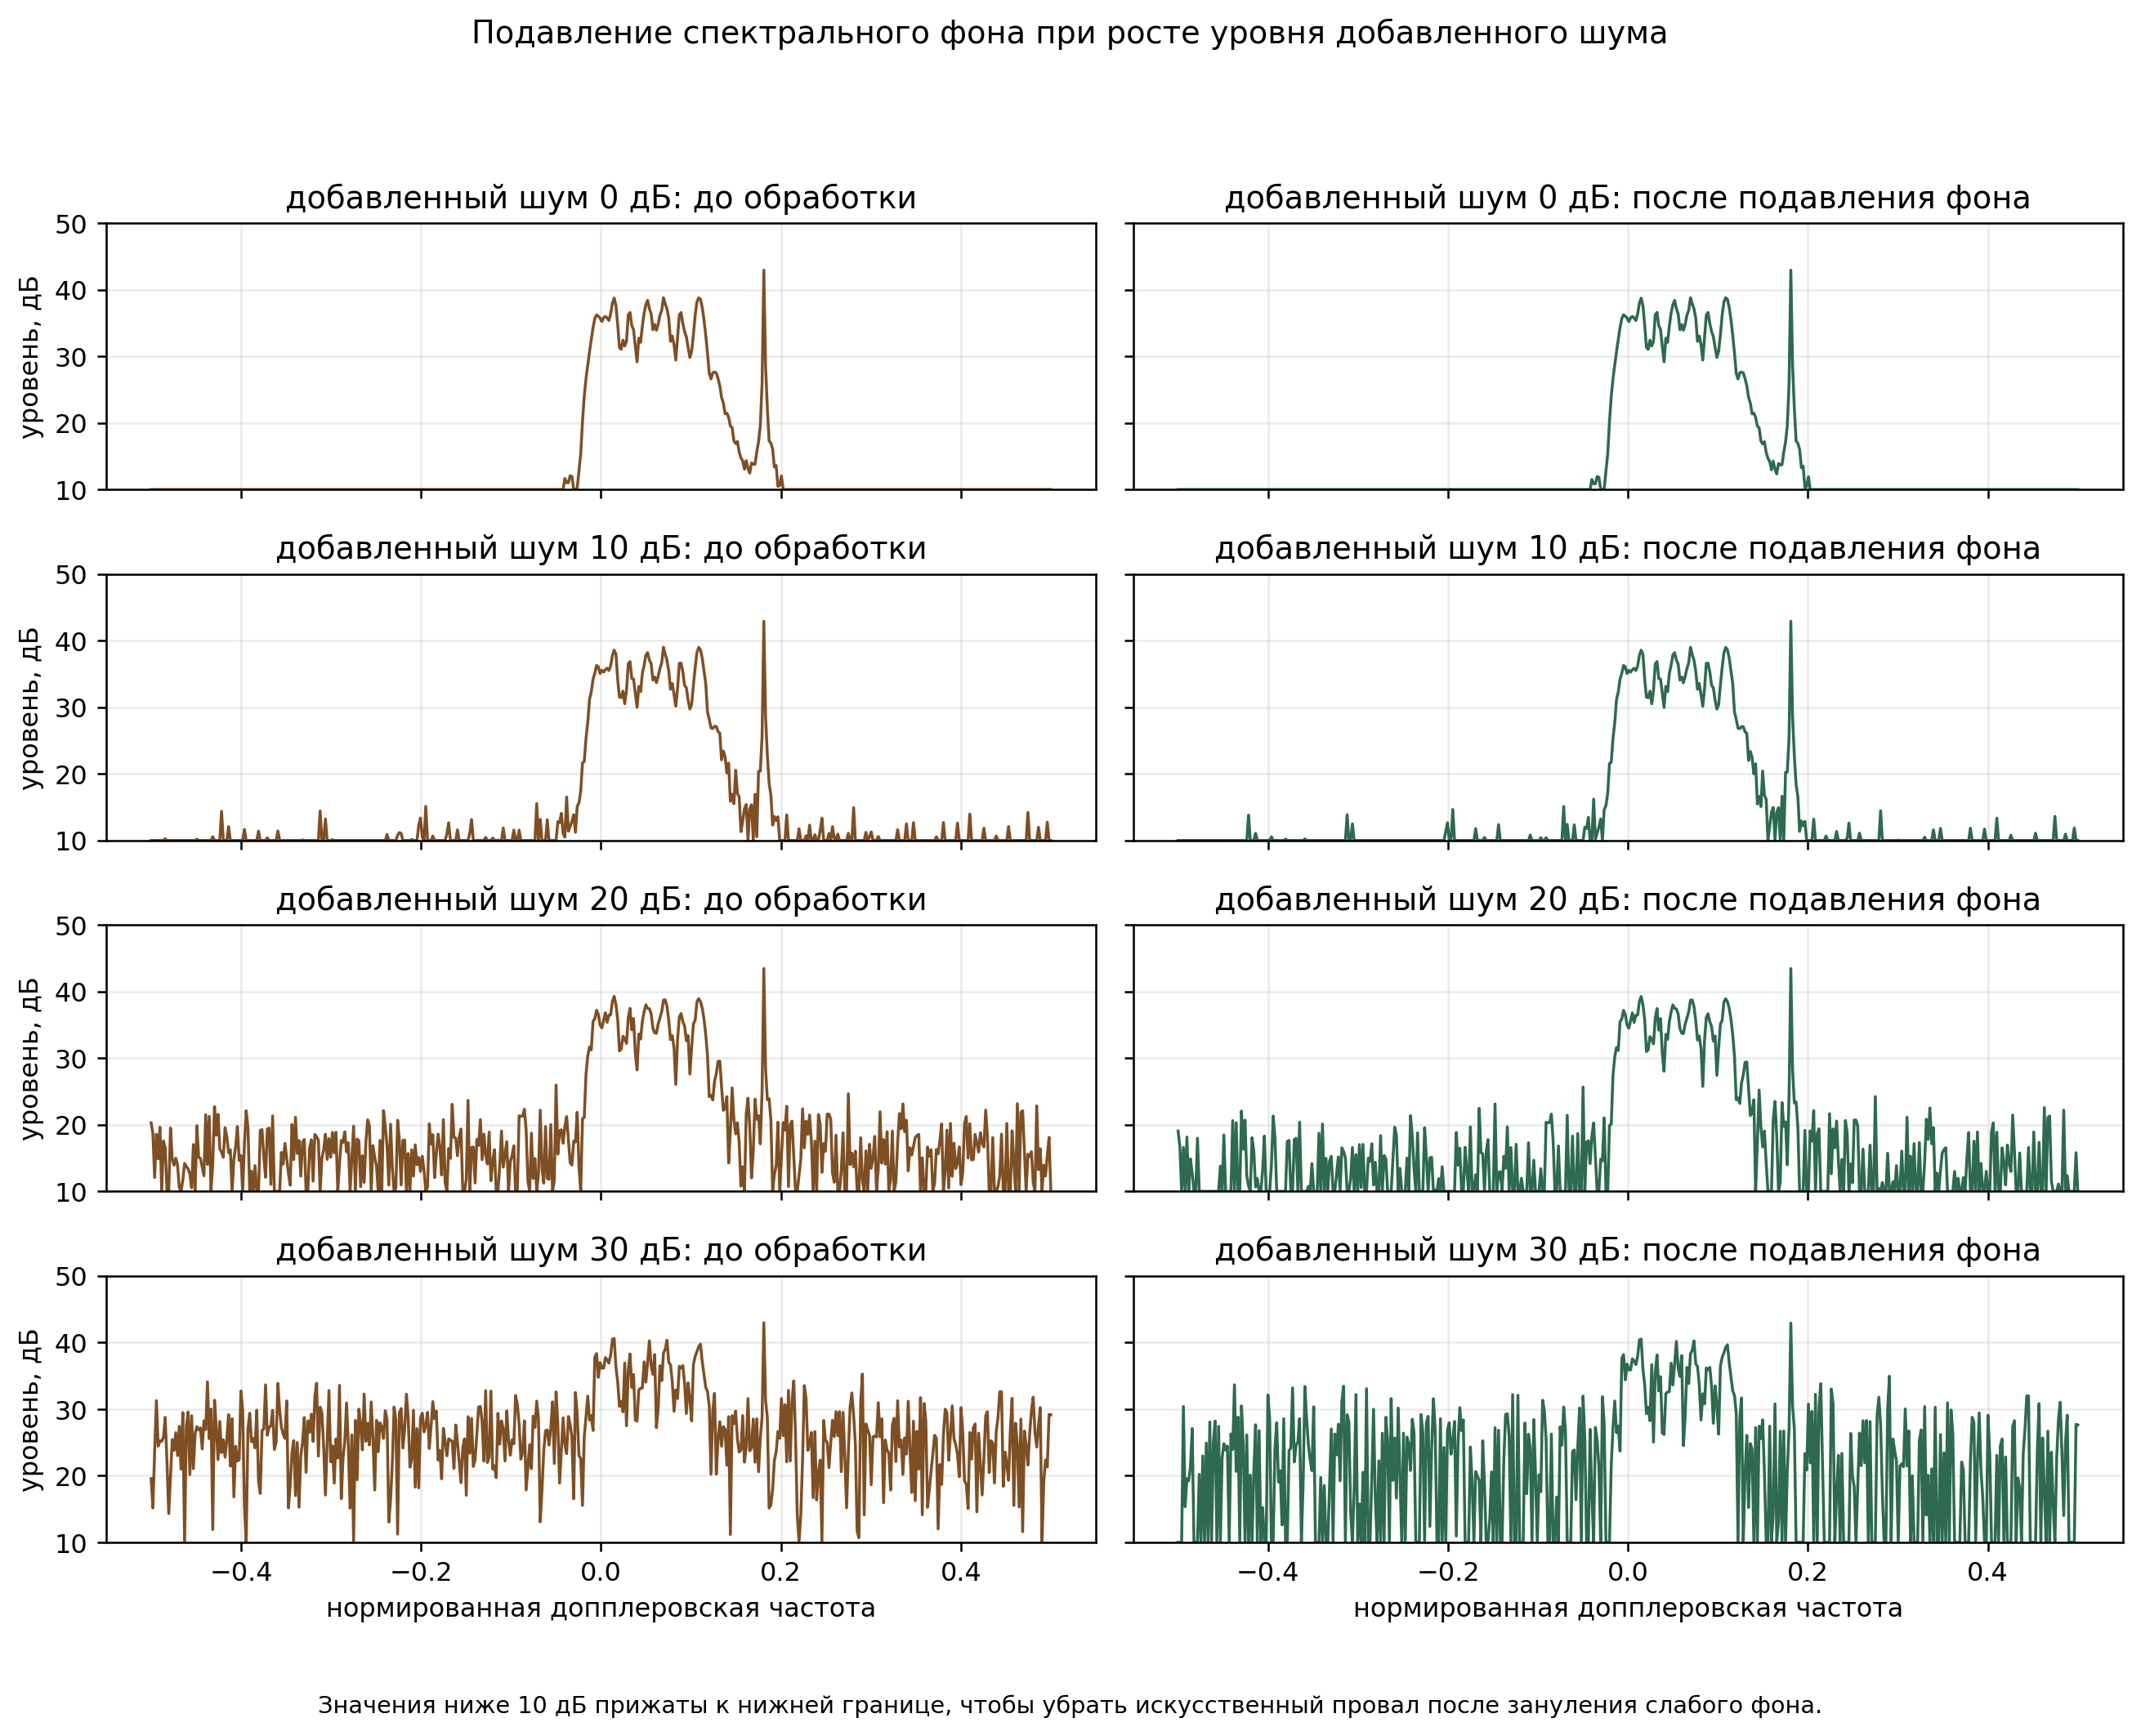 Подавление спектрального фона при росте уровня добавленного шума
добавленный шум 0 дБ: до обработки
добавленный шум 0 дБ: после подавления фона
50
40
30
20
10
уровень, дБ
добавленный шум 10 дБ: до обработки
добавленный шум 10 дБ: после подавления фона
50
40
30
20
10
уровень, дБ
добавленный шум 20 дБ: до обработки
добавленный шум 20 дБ: после подавления фона
50
40
30
20
10
уровень, дБ
добавленный шум 30 дБ: до обработки
добавленный шум 30 дБ: после подавления фона
50
40
30
20
10
уровень, дБ
−0.4 −0.2 0.0 0.2 0.4
−0.4 −0.2 0.0 0.2 0.4
нормированная допплеровская частота
нормированная допплеровская частота
Значения ниже 10 дБ прижаты к нижней границе, чтобы убрать искусственный провал после зануления слабого фона.